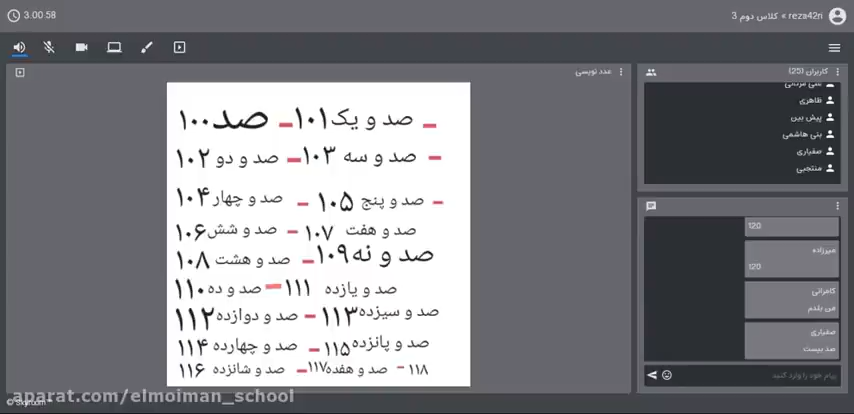 3.00.58
reza42ri » کلاس دوم 3
عدد نویسی
صد ۱۰۰ - صد و یک ۱۰۱ -
صد و دو ۱۰۲ - صد و سه ۱۰۳ -
صد و چهار ۱۰۴ - صد و پنج ۱۰۵ -
صد و شش ۱۰۶ - صد و هفت ۱۰۷
صد و هشت ۱۰۸ - صد و نه ۱۰۹
صد و ده ۱۱۰ - صد و یازده ۱۱۱
صد و دوازده ۱۱۲ - صد و سیزده ۱۱۳
صد و چهارده ۱۱۴ - صد و پانزده ۱۱۵
صد و شانزده ۱۱۶ - صد و هفده ۱۱۷ - ۱۱۸
کاربران (25)
ظاهری
پیش بین
بنی هاشمی
صفیاری
منتجبی
120
میرزاده
120
کامرانی
من بلدم
صفیاری
صد بیست
پیام خود را وارد کنید
© Skyroom
aparat.com/elmoiman_school